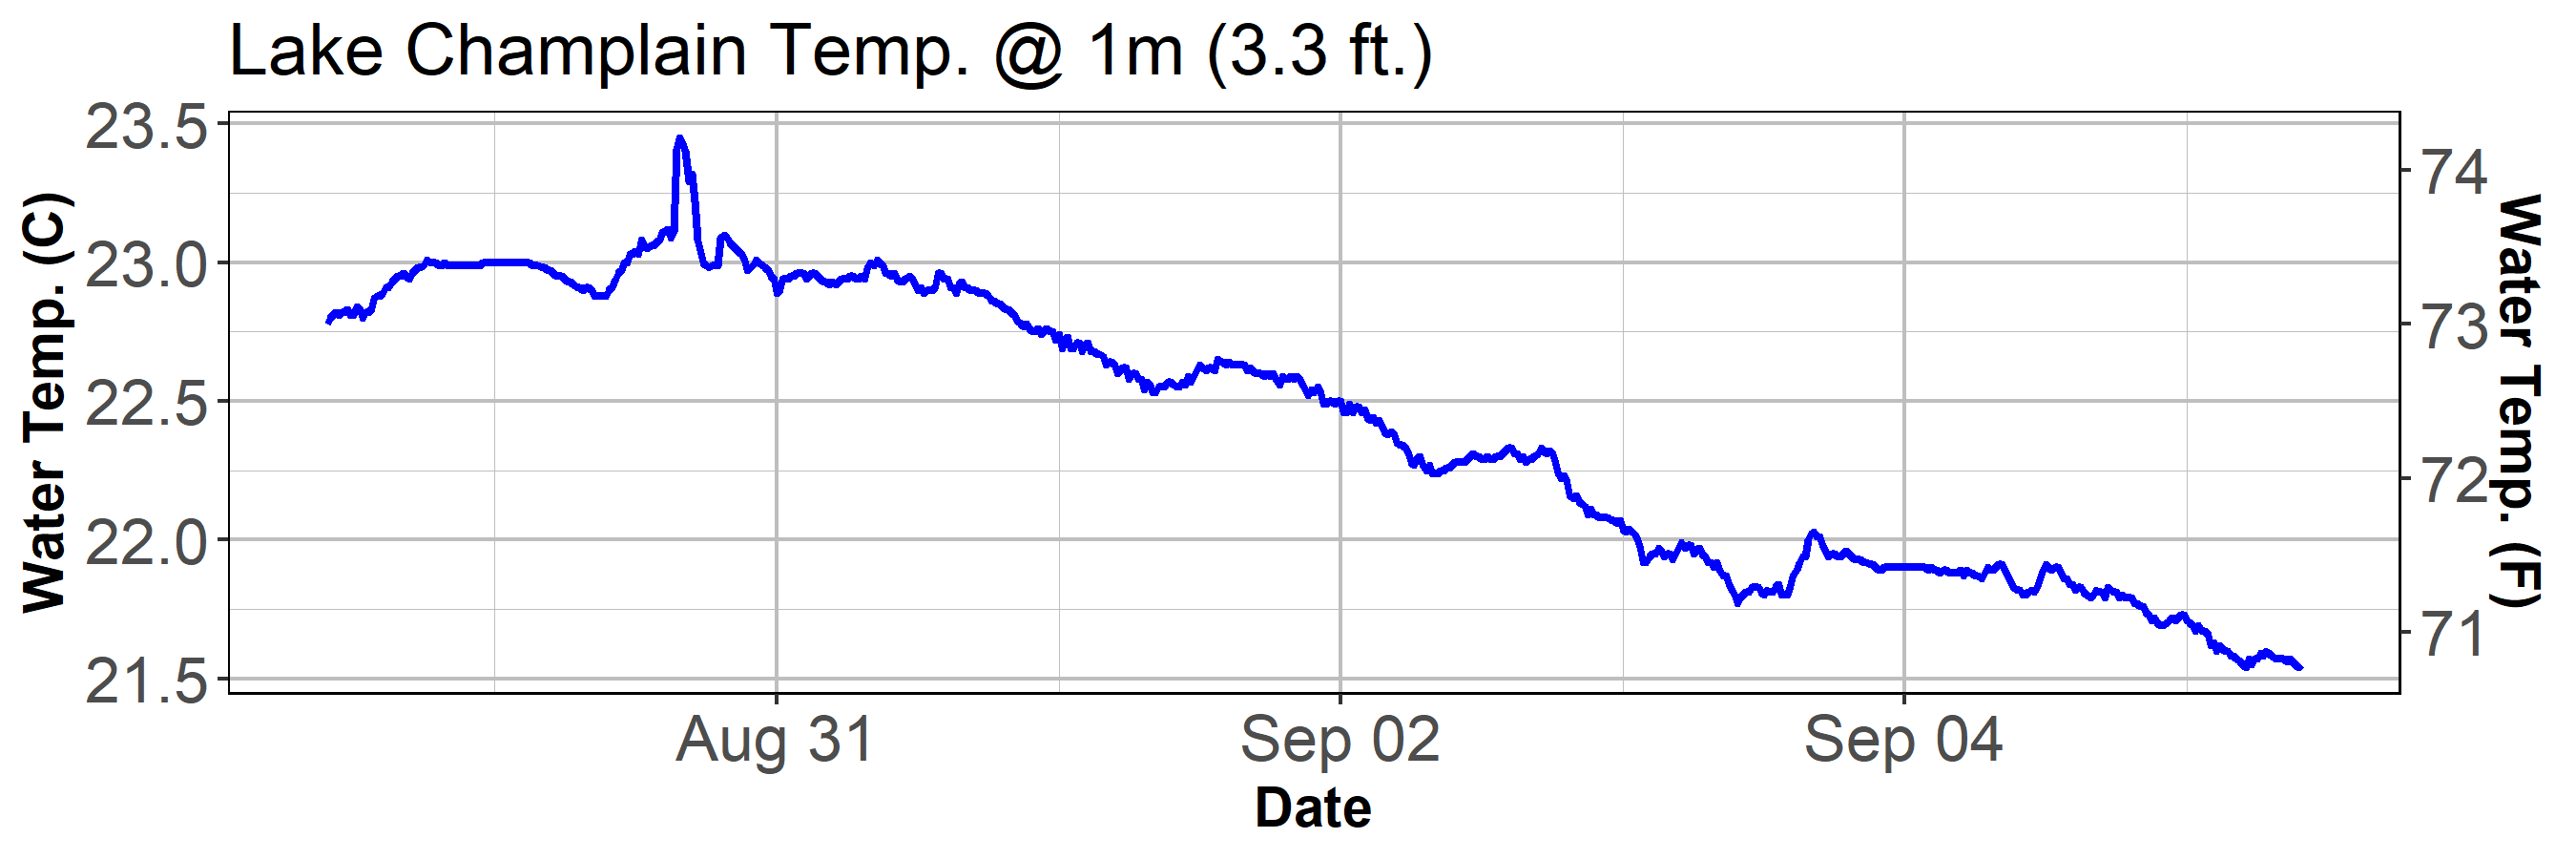 Lake Champlain Temp. @ 1m (3.3 ft.)
Water Temp. (C)
23.5
23.0
22.5
22.0
21.5
74
73
72
71
Water Temp. (F)
Aug 31
Sep 02
Sep 04
Date